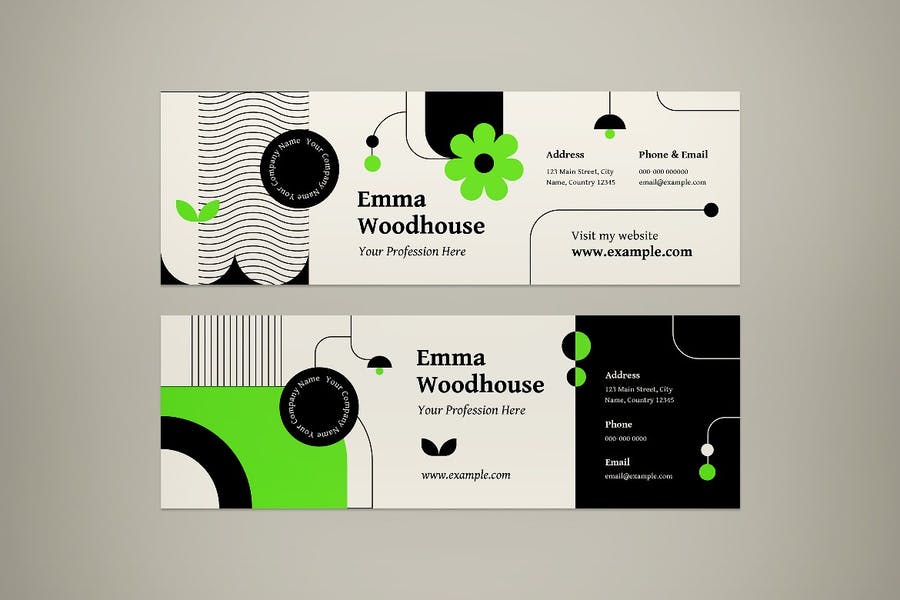 Your Company Name Your Company Name
Emma
Woodhouse
Your Profession Here
Address
123 Main Street, City
Name, Country 12345
Phone & Email
000-000 000000
email@example.com
Visit my website
www.example.com
Your Company Name Your Company Name
Emma
Woodhouse
Your Profession Here
www.example.com
Address
123 Main Street, City
Name, Country 12345
Phone
000-000 0000
Email
email@example.com